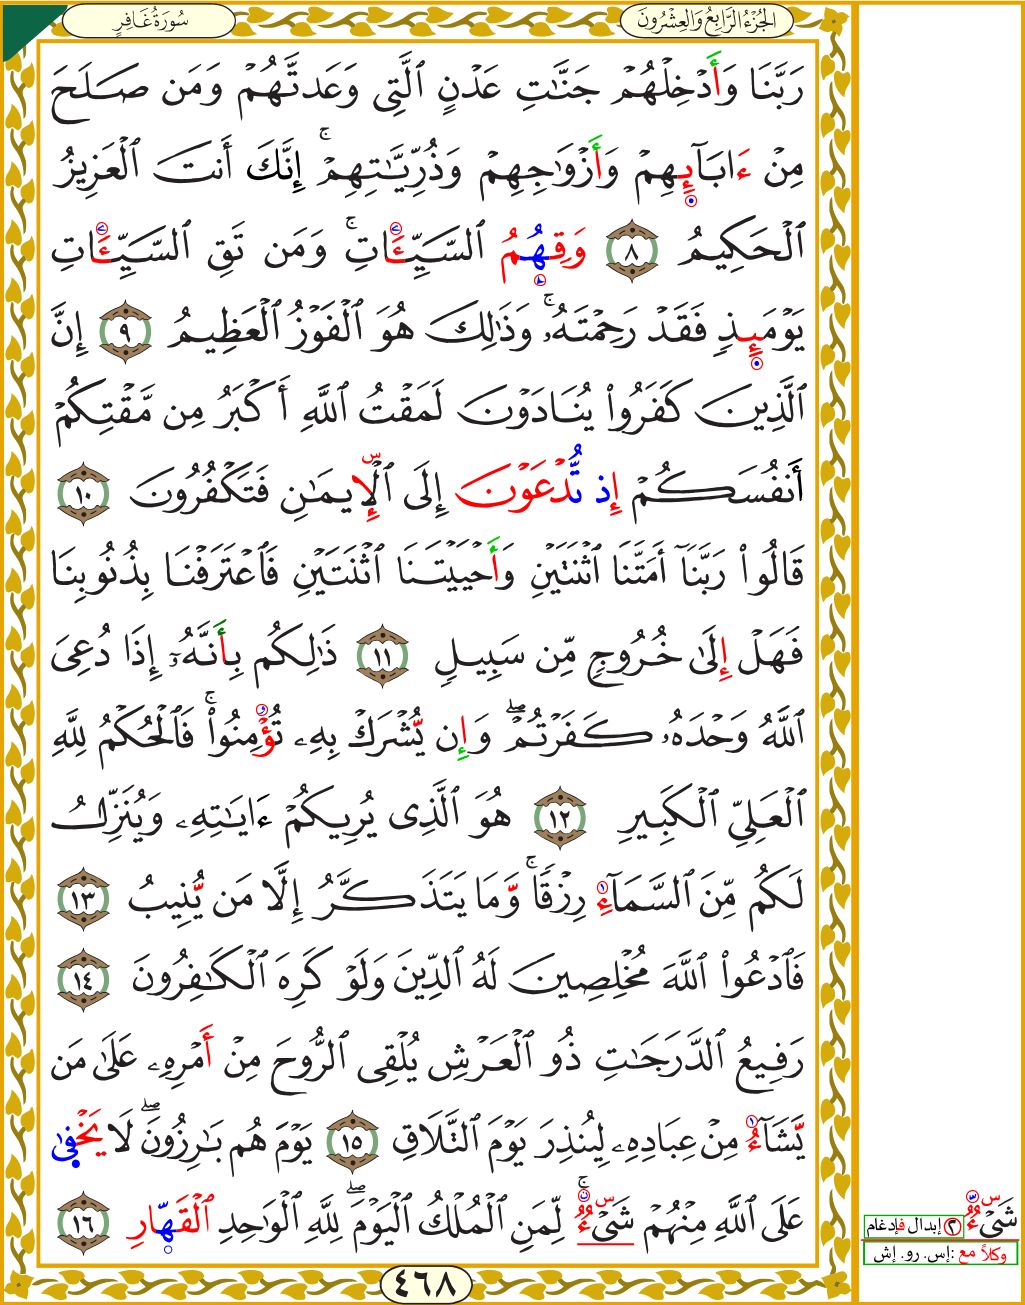 الجُزْءُ الرَّابِعُ وَالعِشْرُونَ
سُورَةُ غَافِرٍ
رَبَّنَا وَأَدْخِلْهُمْ جَنَّٰتِ عَدْنٍ ٱلَّتِى وَعَدتَّهُمْ وَمَن صَلَحَ
مِنْ ءَابَآئِهِمْ وَأَزْوَٰجِهِمْ وَذُرِّيَّٰتِهِمْ ۚ إِنَّكَ أَنتَ ٱلْعَزِيزُ
ٱلْحَكِيمُ ٨ وَقِهُمُ ٱلسَّيِّـَٔاتِ ۚ وَمَن تَقِ ٱلسَّيِّـَٔاتِ
يَوْمَئِذٍ فَقَدْ رَحِمْتَهُۥ ۚ وَذَٰلِكَ هُوَ ٱلْفَوْزُ ٱلْعَظِيمُ ٩ إِنَّ
ٱلَّذِينَ كَفَرُوا۟ يُنَادَوْنَ لَمَقْتُ ٱللَّهِ أَكْبَرُ مِن مَّقْتِكُمْ
أَنفُسَكُمْ إِذ تُّدْعَوْنَ إِلَى ٱلْإِيمَٰنِ فَتَكْفُرُونَ ١٠
قَالُوا۟ رَبَّنَآ أَمَتَّنَا ٱثْنَتَيْنِ وَأَحْيَيْتَنَا ٱثْنَتَيْنِ فَٱعْتَرَفْنَا بِذُنُوبِنَا
فَهَلْ إِلَىٰ خُرُوجٍ مِّن سَبِيلٍ ١١ ذَٰلِكُم بِأَنَّهُۥٓ إِذَا دُعِىَ
ٱللَّهُ وَحْدَهُۥ كَفَرْتُمْ ۖ وَإِن يُّشْرَكْ بِهِۦ تُؤْمِنُوا۟ ۚ فَٱلْحُكْمُ لِلَّهِ
ٱلْعَلِىِّ ٱلْكَبِيرِ ١٢ هُوَ ٱلَّذِى يُرِيكُمْ ءَايَٰتِهِۦ وَيُنَزِّلُ
لَكُم مِّنَ ٱلسَّمَآءِ رِزْقًا ۚ وَّمَا يَتَذَكَّرُ إِلَّا مَن يُّنِيبُ ١٣
فَٱدْعُوا۟ ٱللَّهَ مُخْلِصِينَ لَهُ ٱلدِّينَ وَلَوْ كَرِهَ ٱلْكَٰفِرُونَ ١٤
رَفِيعُ ٱلدَّرَجَٰتِ ذُو ٱلْعَرْشِ يُلْقِى ٱلرُّوحَ مِنْ أَمْرِهِۦ عَلَىٰ مَن
يَّشَآءُ مِنْ عِبَادِهِۦ لِيُنذِرَ يَوْمَ ٱلتَّلَاقِ ١٥ يَوْمَ هُم بَٰرِزُونَ ۖ لَا يَخْفِىٰ
عَلَى ٱللَّهِ مِنْهُمْ شَىْءٌ ۚ لِّمَنِ ٱلْمُلْكُ ٱلْيَوْمَ ۖ لِلَّهِ ٱلْوَٰحِدِ ٱلْقَهِّارِ ١٦
شَىْءٌ ٢ إبدال فإدغام
وكلاً مع :إس. رو. إش
٤٦٨